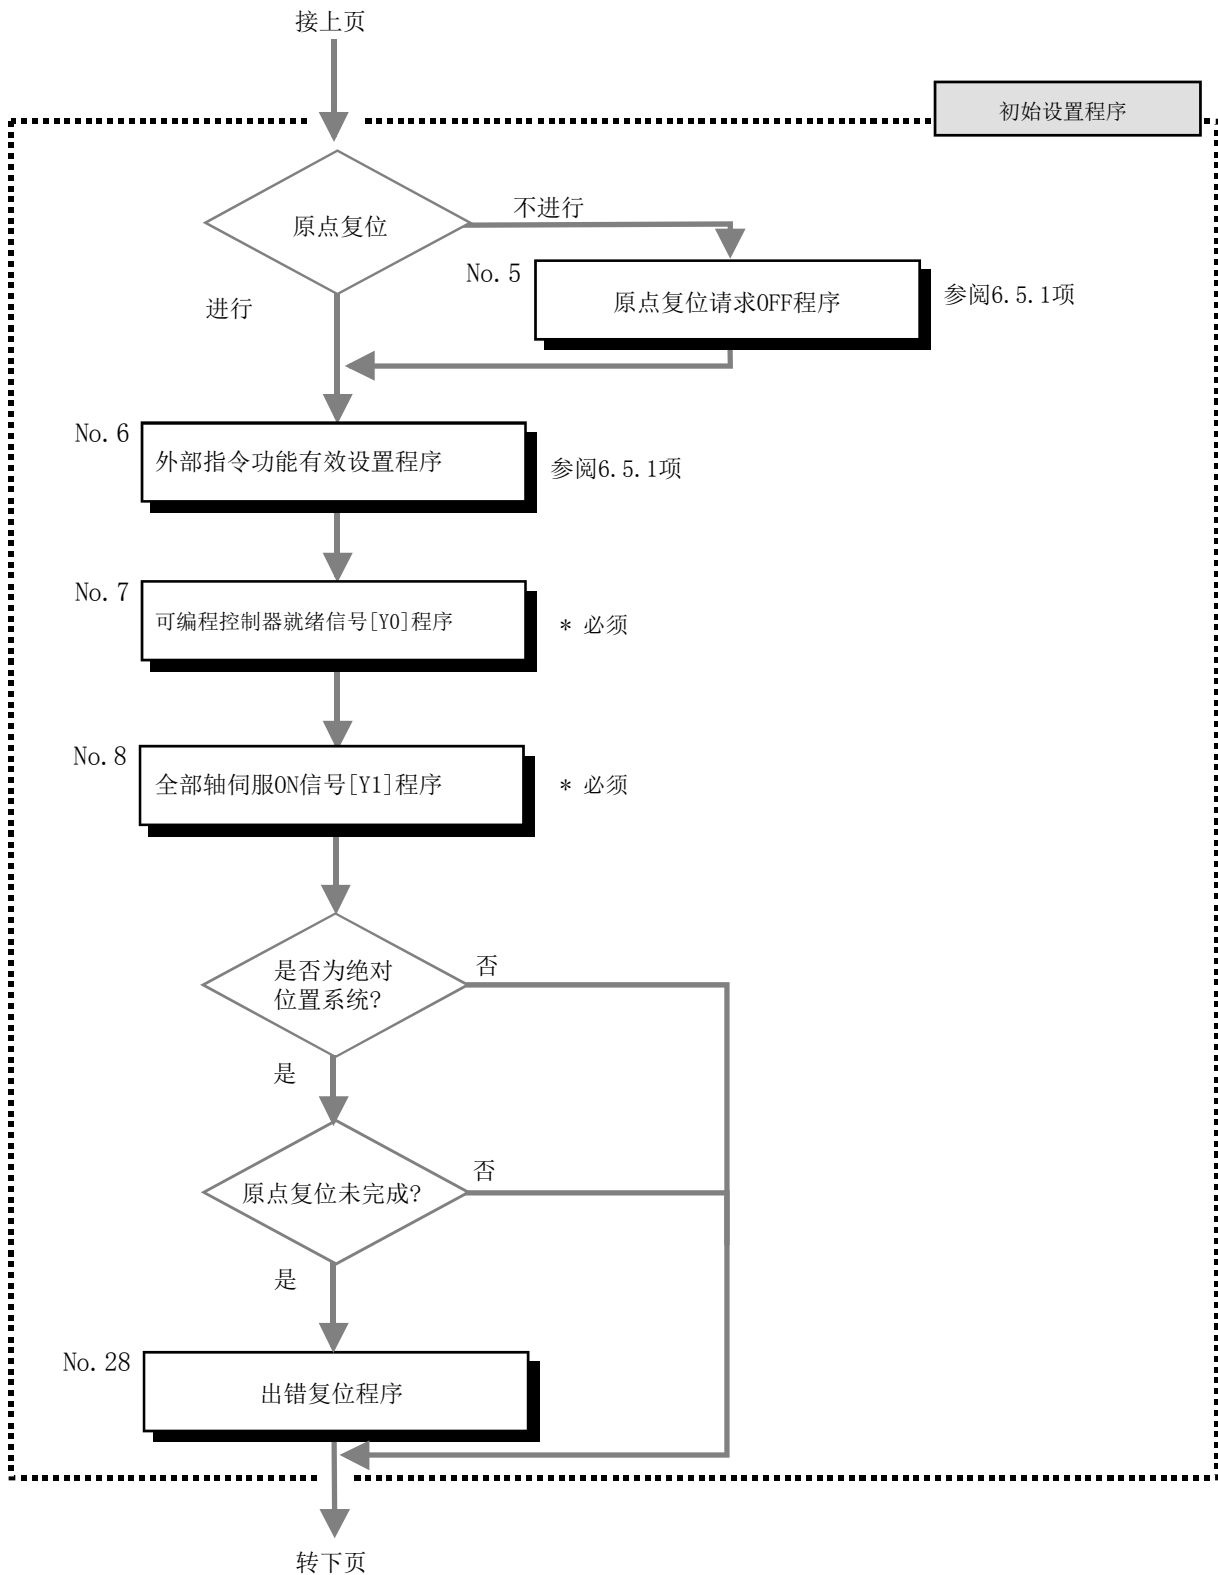 接上页
初始设置程序
原点复位
不进行
No.5
原点复位请求OFF程序
参阅6.5.1项
进行
No.6
外部指令功能有效设置程序
参阅6.5.1项
No.7
可编程控制器就绪信号[Y0]程序
* 必须
No.8
全部轴伺服ON信号[Y1]程序
* 必须
是否为绝对
位置系统?
否
是
原点复位未完成?
否
是
No.28
出错复位程序
转下页